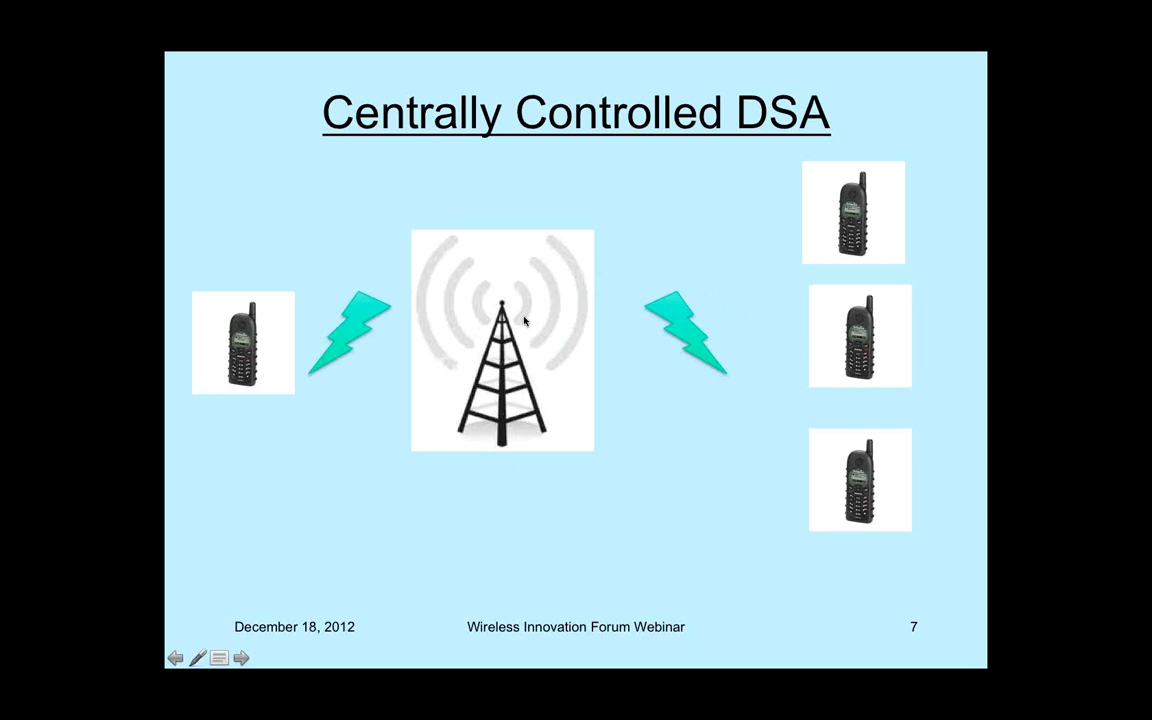 Centrally Controlled DSA
December 18, 2012
Wireless Innovation Forum Webinar
7